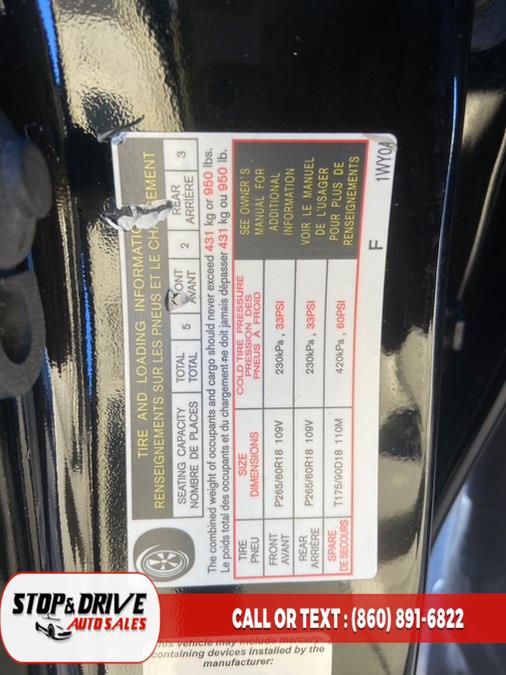 TIRE AND LOADING INFORMATION
RENSEIGNEMENTS SUR LES PNEUS ET LE CHARGEMENT
SEATING CAPACITY TOTAL 5 FRONT 2 REAR 3
NOMBRE DE PLACES TOTAL AVANT ARRIÈRE
The combined weight of occupants and cargo should never exceed 431 kg or 950 lbs.
Le poids total des occupants et du chargement ne doit jamais dépasser 431 kg ou 950 lb.
TIRE SIZE COLD TIRE PRESSURE
PNEU DIMENSIONS PRESSION DES PNEUS À FROID
FRONT AVANT P265/60R18 109V 230kPa, 33PSI
REAR ARRIÈRE P265/60R18 109V 230kPa, 33PSI
SPARE DE SECOURS T175/90D18 110M 420kPa, 60PSI
SEE OWNER'S
MANUAL FOR
ADDITIONAL
INFORMATION
VOIR LE MANUEL
DE L'USAGER
POUR PLUS DE
RENSEIGNEMENTS
F 1WY0A
STOP & DRIVE
AUTO SALES
CALL OR TEXT : (860) 891-6822
This vehicle may include mercury-
containing devices installed by the
manufacturer: